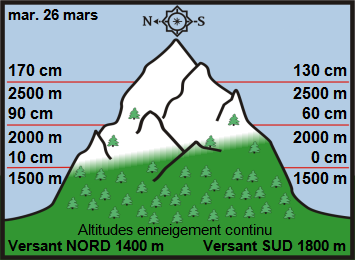 mar. 26 mars
N S
170 cm 130 cm
2500 m 2500 m
90 cm 60 cm
2000 m 2000 m
10 cm 0 cm
1500 m 1500 m
Altitudes enneigement continu
Versant NORD 1400 m Versant SUD 1800 m